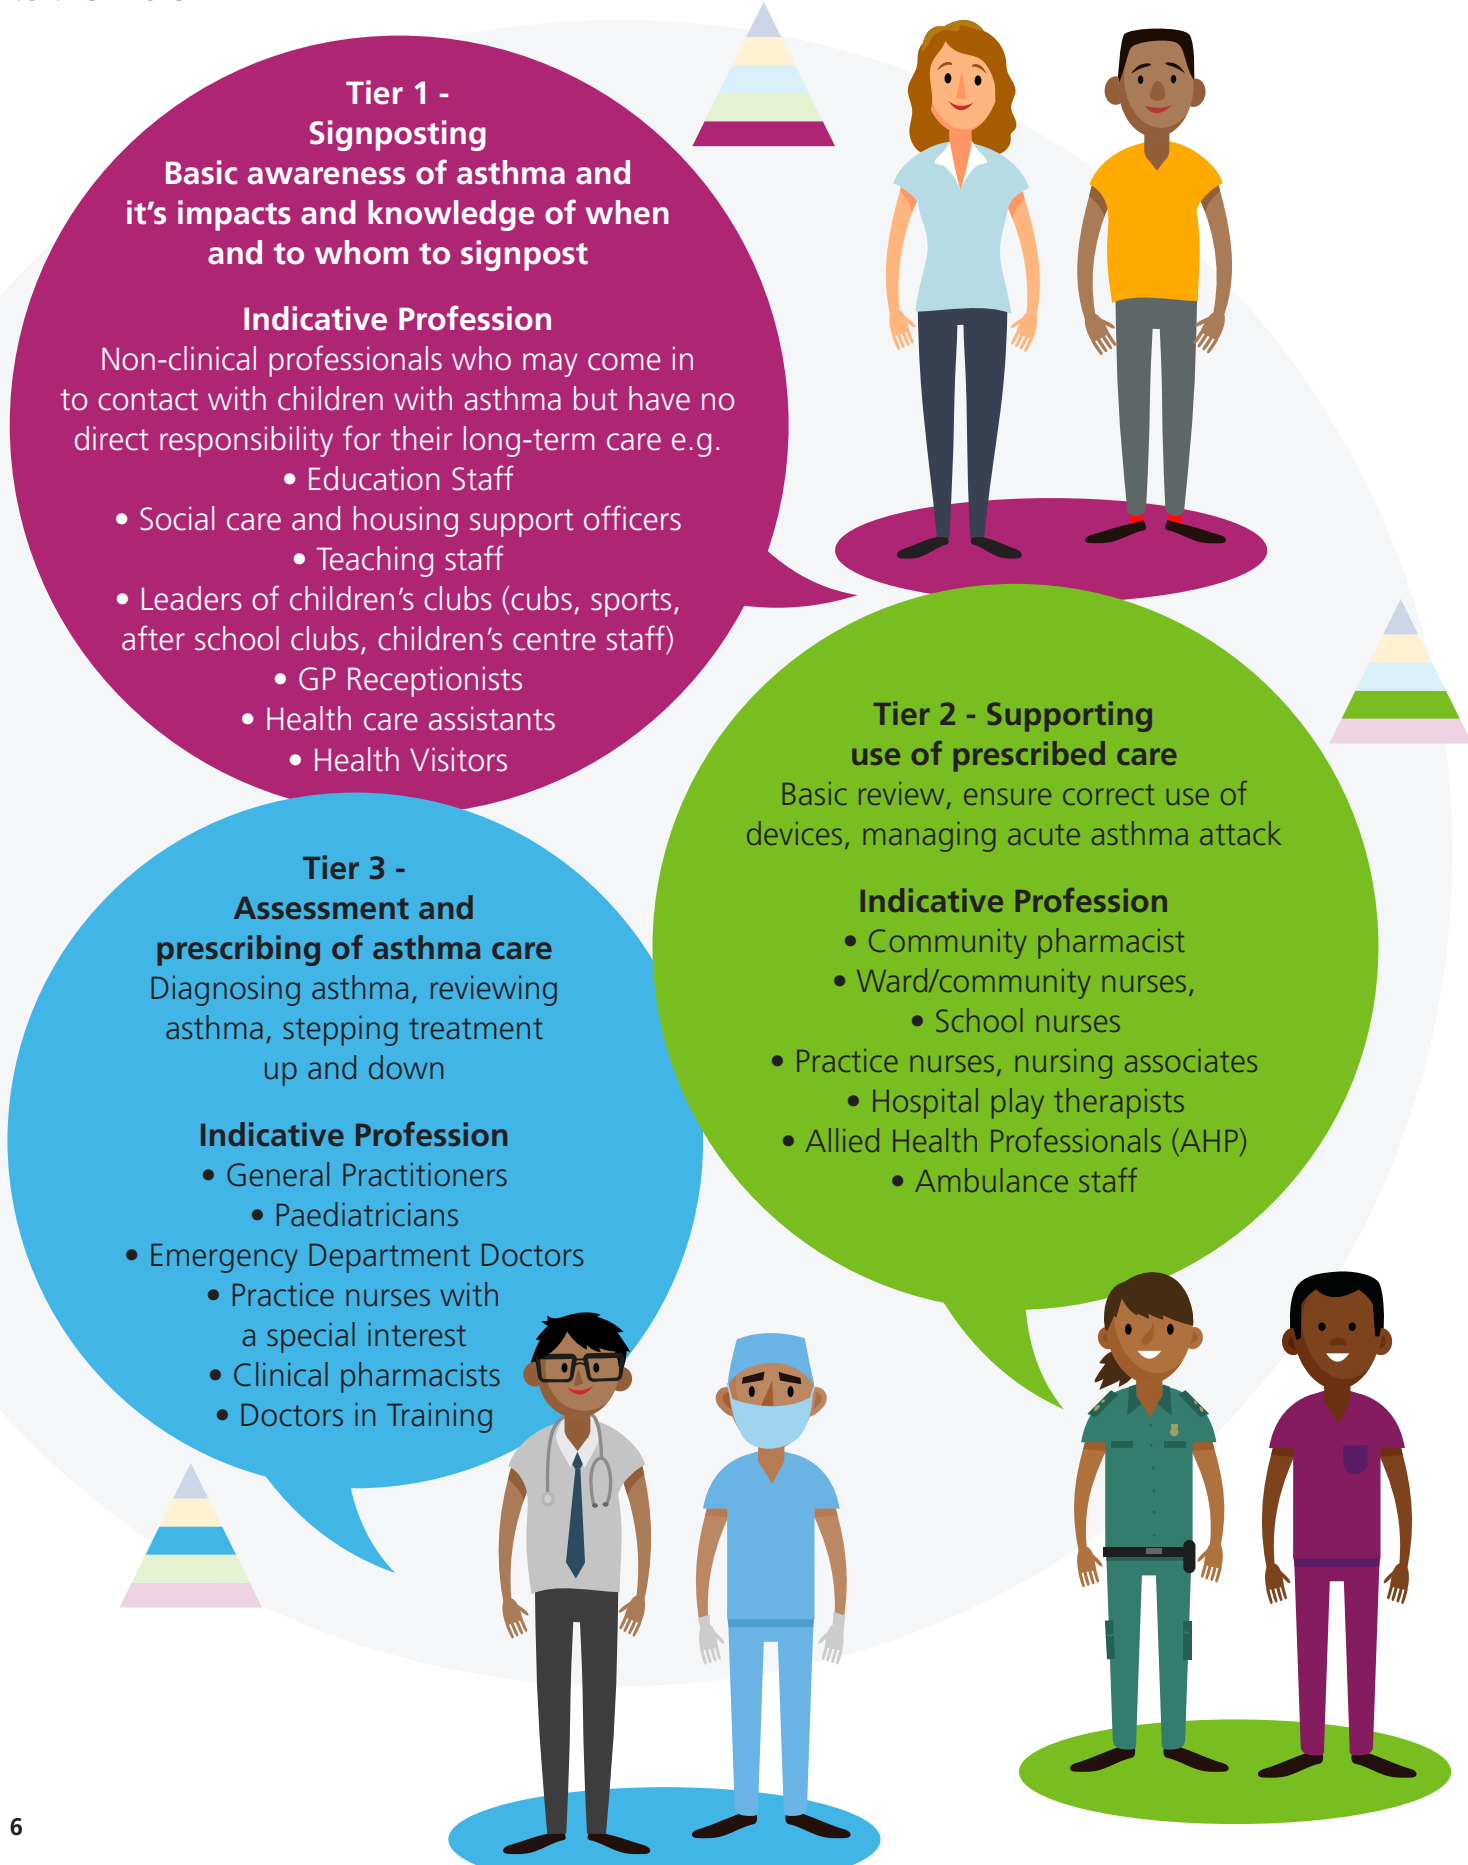 Tier 1 -
Signposting
Basic awareness of asthma and
it’s impacts and knowledge of when
and to whom to signpost
Indicative Profession
Non-clinical professionals who may come in
to contact with children with asthma but have no
direct responsibility for their long-term care e.g.
• Education Staff
• Social care and housing support officers
• Teaching staff
• Leaders of children’s clubs (cubs, sports,
after school clubs, children’s centre staff)
• GP Receptionists
• Health care assistants
• Health Visitors
Tier 2 - Supporting
use of prescribed care
Basic review, ensure correct use of
devices, managing acute asthma attack
Indicative Profession
• Community pharmacist
• Ward/community nurses,
• School nurses
• Practice nurses, nursing associates
• Hospital play therapists
• Allied Health Professionals (AHP)
• Ambulance staff
Tier 3 -
Assessment and
prescribing of asthma care
Diagnosing asthma, reviewing
asthma, stepping treatment
up and down
Indicative Profession
• General Practitioners
• Paediatricians
• Emergency Department Doctors
• Practice nurses with
a special interest
• Clinical pharmacists
• Doctors in Training
6